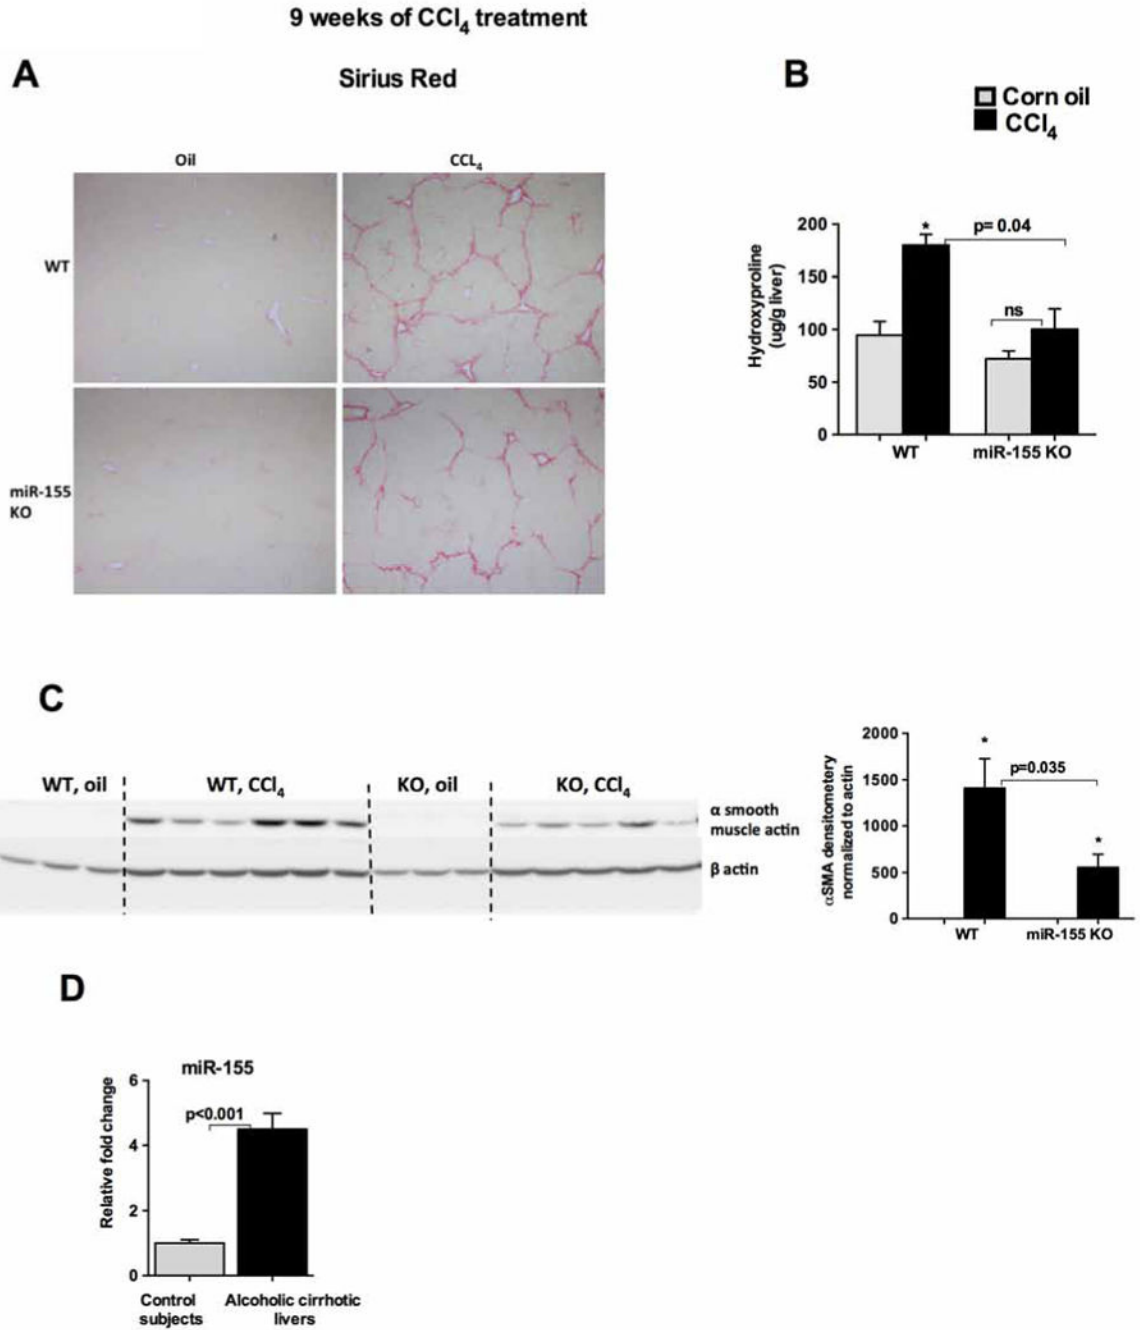 9 weeks of CCl4 treatment
A
Sirius Red
Oil
CCL4
WT
miR-155
KO
B
Corn oil
CCl4
Hydroxyproline
(ug/g liver)
200
150
100
50
0
*
p= 0.04
ns
WT
miR-155 KO
C
WT, oil
WT, CCl4
KO, oil
KO, CCl4
α smooth
muscle actin
β actin
αSMA densitometery
normalized to actin
2000
1500
1000
500
0
*
p=0.035
*
WT
miR-155 KO
D
miR-155
Relative fold change
6
4
2
0
p<0.001
Control
subjects
Alcoholic cirrhotic
livers